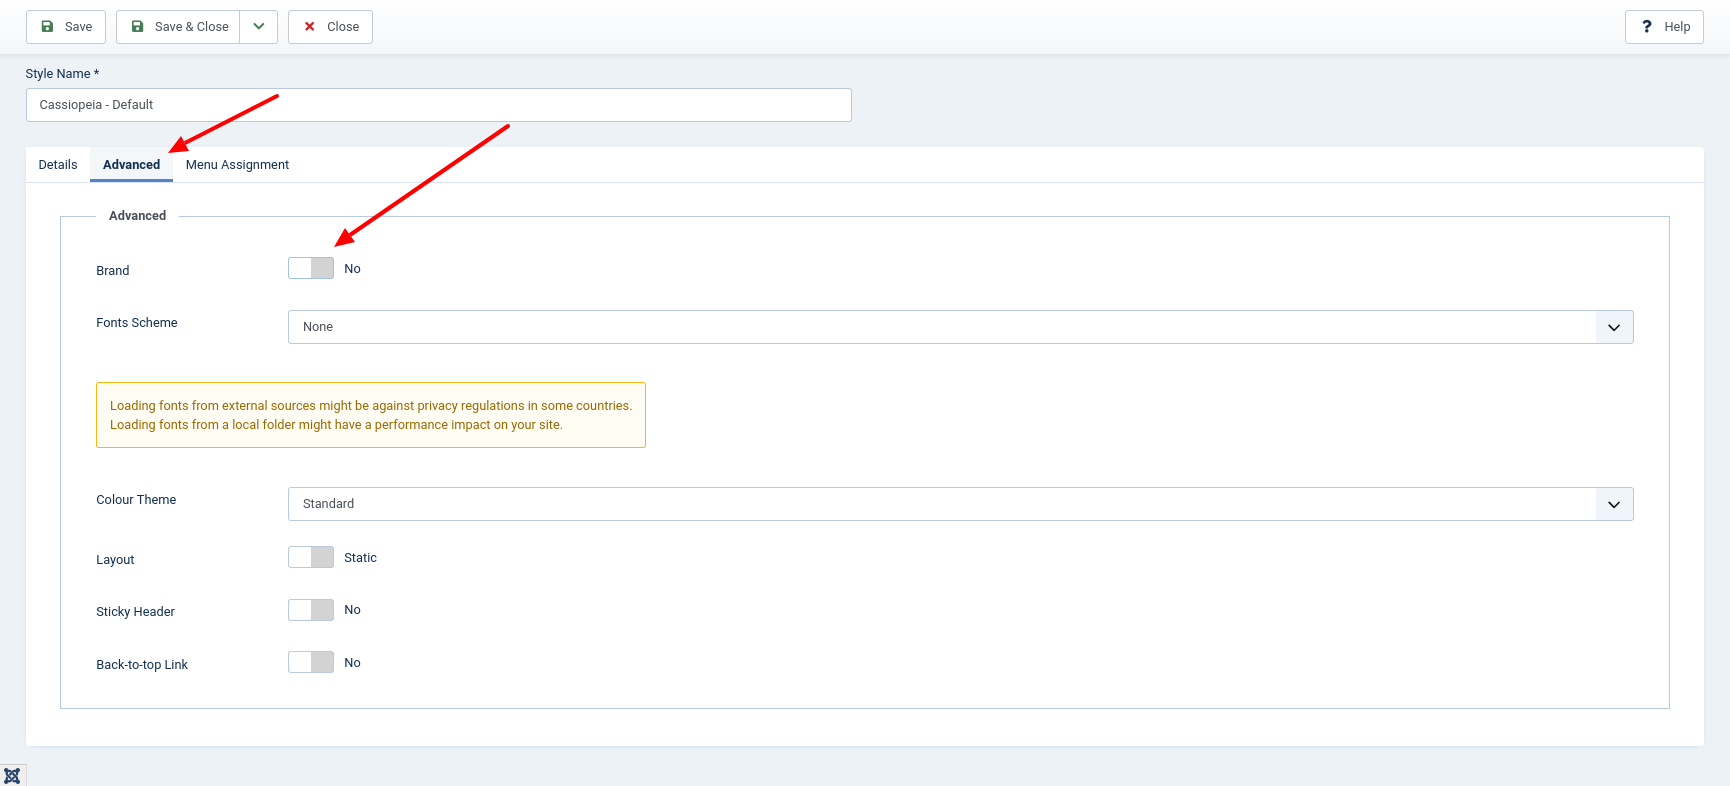 Save
Save & Close
Close
? Help
Style Name *
Cassiopeia - Default
Details
Advanced
Menu Assignment
Advanced
Brand
No
Fonts Scheme
None
Loading fonts from external sources might be against privacy regulations in some countries.
Loading fonts from a local folder might have a performance impact on your site.
Colour Theme
Standard
Layout
Static
Sticky Header
No
Back-to-top Link
No